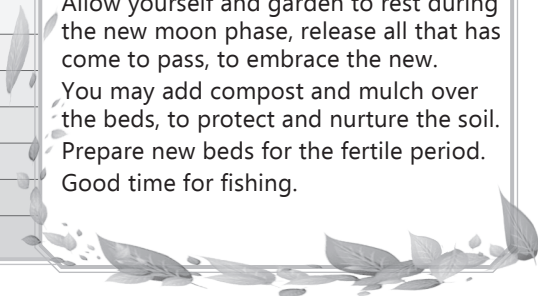 Allow yourself and garden to rest during
the new moon phase, release all that has
come to pass, to embrace the new.
You may add compost and mulch over
the beds, to protect and nurture the soil.
Prepare new beds for the fertile period.
Good time for fishing.